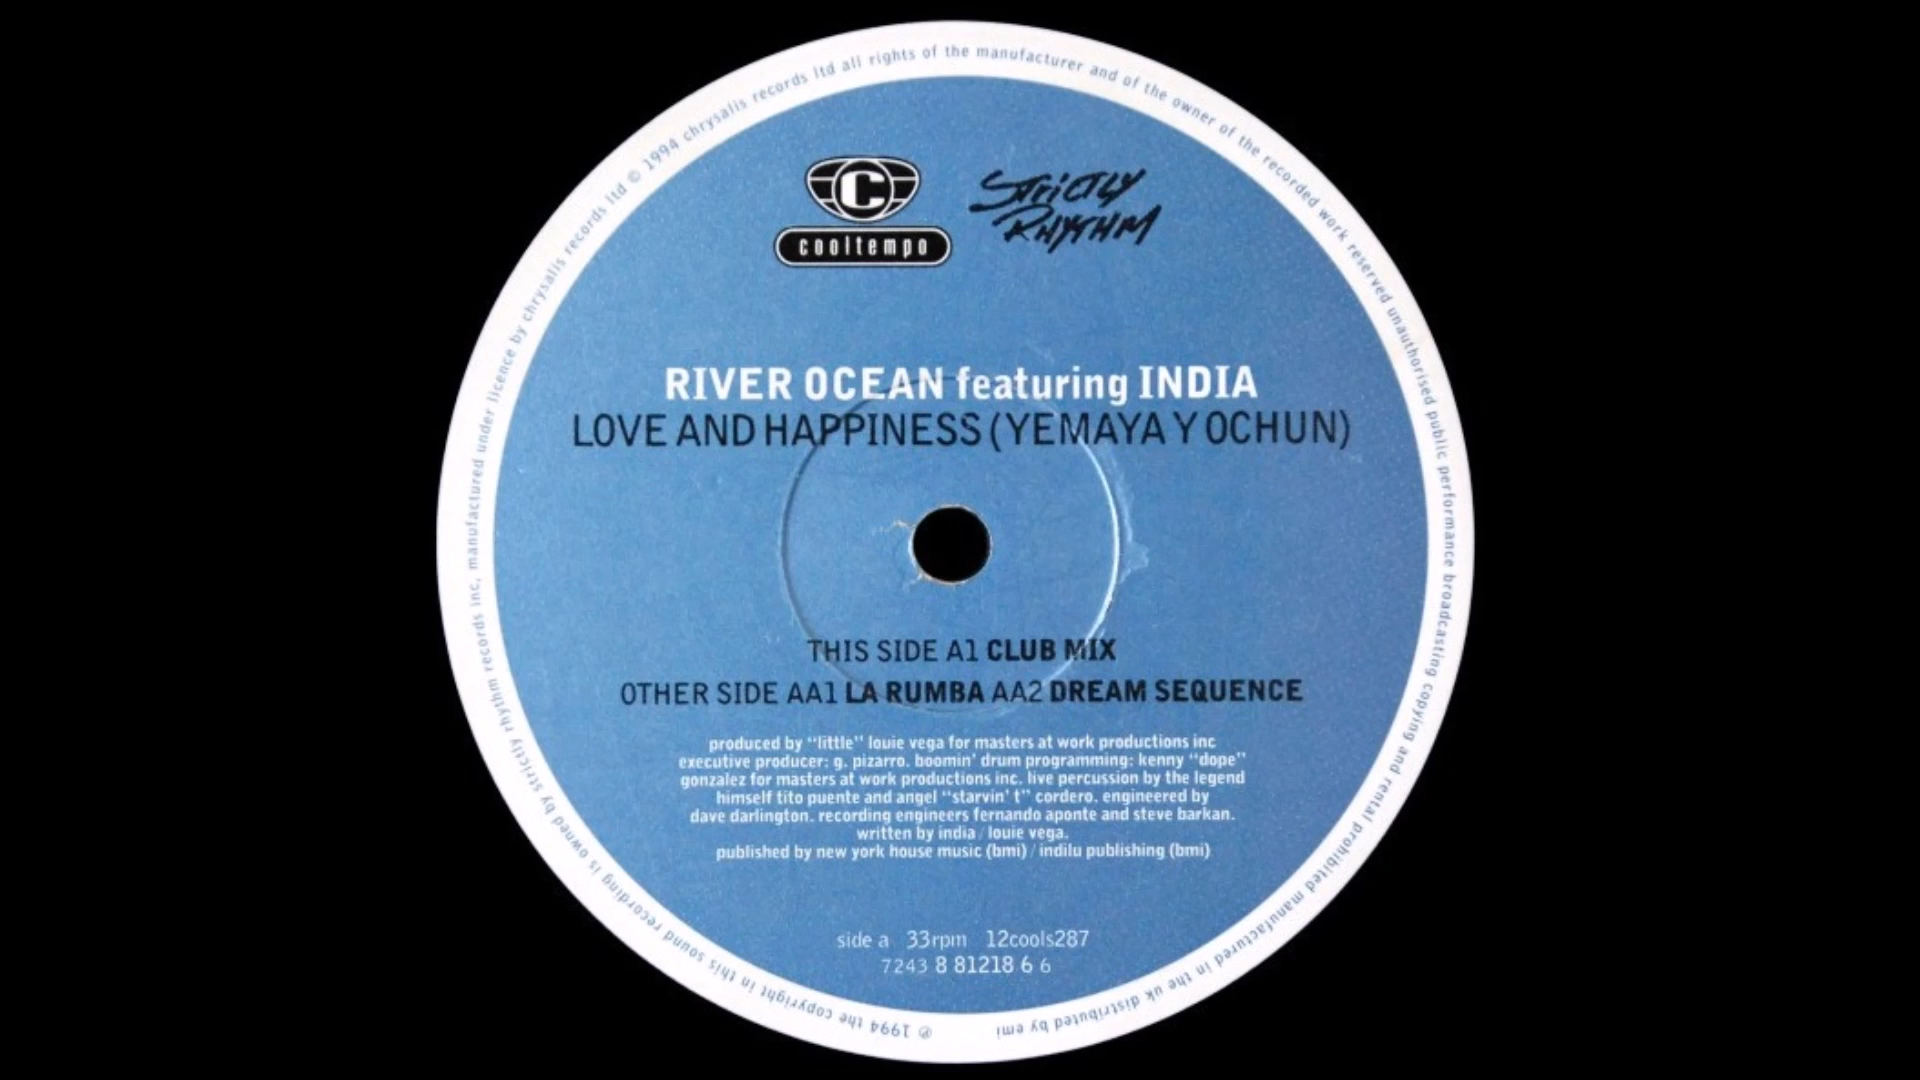 C
cooltempo
STRICTLY
RHYTHM
RIVER OCEAN featuring INDIA
LOVE AND HAPPINESS (YEMAYA Y OCHUN)
THIS SIDE A1 CLUB MIX
OTHER SIDE AA1 LA RUMBA AA2 DREAM SEQUENCE
produced by “little” louie vega for masters at work productions inc
executive producer: g. pizarro. boomin’ drum programming: kenny “dope”
gonzalez for masters at work productions inc. live percussion by the legend
himself tito puente and angel “starvin’ t” cordero. engineered by
dave darlington. recording engineers fernando aponte and steve barkan.
written by india / louie vega.
published by new york house music (bmi) / indilu publishing (bmi)
side a 33rpm 12cools287
7243 8 81218 6 6
℗ 1994 the copyright in this sound recording is owned by strictly rhythm records inc, manufactured under licence by chrysalis records ltd © 1994 chrysalis records ltd all rights of the manufacturer and of the owner of the recorded work reserved unauthorised public performance broadcasting copying and rental prohibited manufactured in the uk distributed by emi